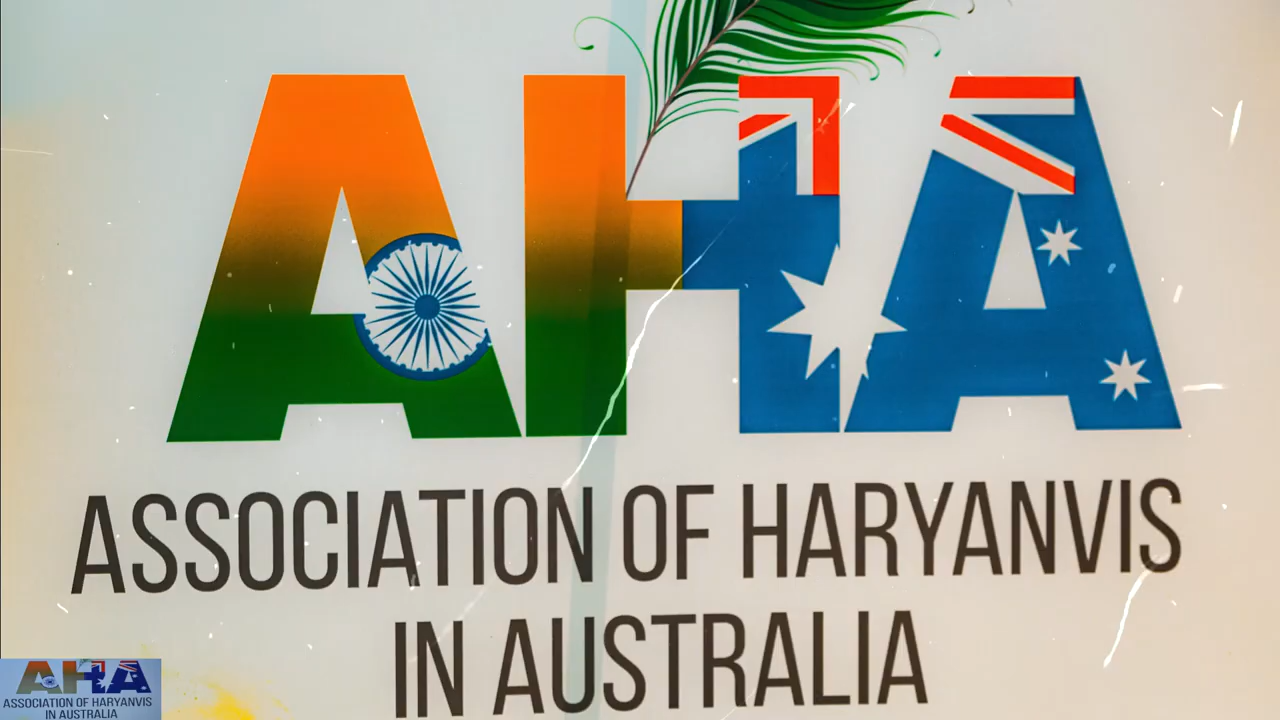 AHA
ASSOCIATION OF HARYANVIS
IN AUSTRALIA
AHA
ASSOCIATION OF HARYANVIS
IN AUSTRALIA